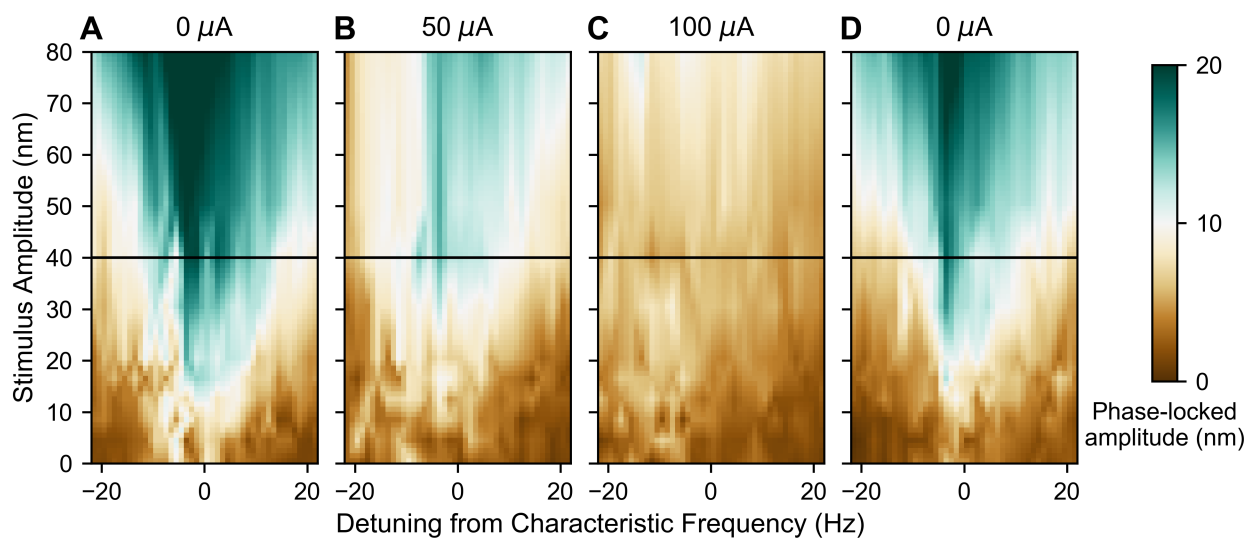 A 0 μA B 50 μA C 100 μA D 0 μA
80
70
60
50
40
30
20
10
0
Stimulus Amplitude (nm)
−20 0 20 −20 0 20 −20 0 20 −20 0 20
Detuning from Characteristic Frequency (Hz)
20
10
0
Phase-locked
amplitude (nm)